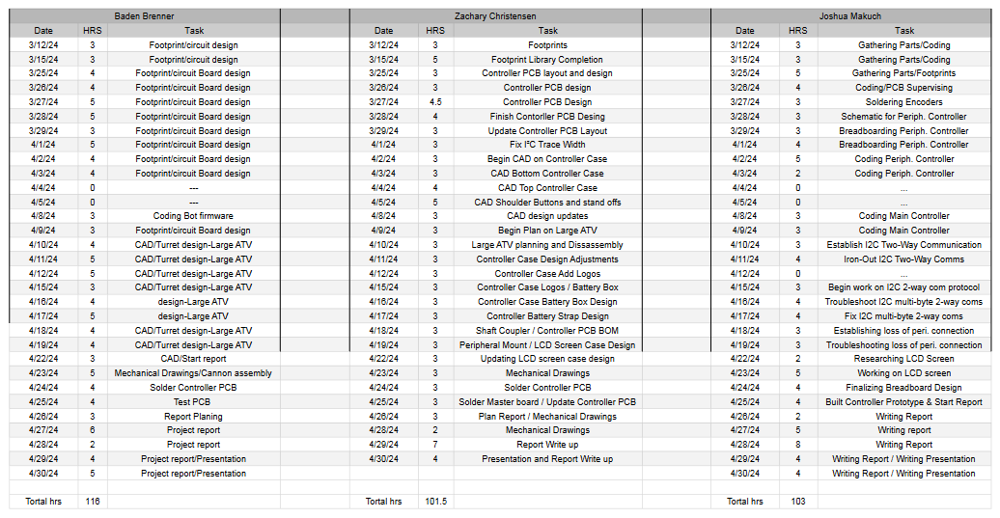 Baden Brenner Zachary Christensen Joshua Makuch
Date HRS Task Date HRS Task Date HRS Task
3/12/24 3 Footprint/circuit design 3/12/24 3 Footprints 3/12/24 3 Gathering Parts/Coding
3/15/24 3 Footprint/circuit design 3/15/24 5 Footprint Library Completion 3/15/24 3 Gathering Parts/Coding
3/25/24 4 Footprint/circuit Board design 3/25/24 3 Controller PCB layout and design 3/25/24 5 Gathering Parts/Footprints
3/26/24 4 Footprint/circuit Board design 3/26/24 3 Controller PCB design 3/26/24 4 Coding/PCB Supervising
3/27/24 5 Footprint/circuit Board design 3/27/24 4.5 Controller PCB Design 3/27/24 3 Soldering Encoders
3/28/24 5 Footprint/circuit Board design 3/28/24 4 Finish Contorller PCB Desing 3/28/24 3 Schematic for Periph. Controller
3/29/24 3 Footprint/circuit Board design 3/29/24 3 Update Controller PCB Layout 3/29/24 3 Breadboarding Periph. Controller
4/1/24 5 Footprint/circuit Board design 4/1/24 3 Fix I²C Trace Width 4/1/24 4 Breadboarding Periph. Controller
4/2/24 4 Footprint/circuit Board design 4/2/24 3 Begin CAD on Controller Case 4/2/24 5 Coding Periph. Controller
4/3/24 4 Footprint/circuit Board design 4/3/24 3 CAD Bottom Controller Case 4/3/24 2 Coding Periph. Controller
4/4/24 0 --- 4/4/24 4 CAD Top Controller Case 4/4/24 0 ...
4/5/24 0 --- 4/5/24 5 CAD Shoulder Buttons and stand offs 4/5/24 0 ...
4/8/24 3 Coding Bot firmware 4/8/24 3 CAD design updates 4/8/24 3 Coding Main Controller
4/9/24 3 Footprint/circuit Board design 4/9/24 3 Begin Plan on Large ATV 4/9/24 3 Coding Main Controller
4/10/24 4 CAD/Turret design-Large ATV 4/10/24 3 Large ATV planning and Dissassembly 4/10/24 3 Establish I2C Two-Way Communication
4/11/24 5 CAD/Turret design-Large ATV 4/11/24 3 Controller Case Design Adjustments 4/11/24 4 Iron-Out I2C Two-Way Comms
4/12/24 5 CAD/Turret design-Large ATV 4/12/24 3 Controller Case Add Logos 4/12/24 0 ...
4/15/24 3 CAD/Turret design-Large ATV 4/15/24 3 Controller Case Logos / Battery Box 4/15/24 3 Begin work on I2C 2-way com protocol
4/16/24 4 design-Large ATV 4/16/24 3 Controller Case Battery Box Design 4/16/24 4 Troubleshoot I2C multi-byte 2-way coms
4/17/24 5 design-Large ATV 4/17/24 3 Controller Battery Strap Design 4/17/24 4 Fix I2C multi-byte 2-way coms
4/18/24 4 CAD/Turret design-Large ATV 4/18/24 3 Shaft Coupler / Controller PCB BOM 4/18/24 3 Establishing loss of peri. connection
4/19/24 4 CAD/Turret design-Large ATV 4/19/24 3 Peripheral Mount / LCD Screen Case Design 4/19/24 3 Troubleshooting loss of peri. connection
4/22/24 3 CAD/Start report 4/22/24 3 Updating LCD screen case design 4/22/24 2 Researching LCD Screen
4/23/24 5 Mechanical Drawings/Cannon assembly 4/23/24 3 Mechanical Drawings 4/23/24 5 Working on LCD screen
4/24/24 4 Solder Controller PCB 4/24/24 3 Solder Controller PCB 4/24/24 4 Finalizing Breadboard Design
4/25/24 4 Test PCB 4/25/24 3 Solder Master board / Update Controller PCB 4/25/24 4 Built Controller Prototype & Start Report
4/26/24 3 Report Planing 4/26/24 3 Plan Report / Mechanical Drawings 4/26/24 2 Writing Report
4/27/24 6 Project report 4/28/24 2 Mechanical Drawings 4/27/24 5 Writing report
4/28/24 2 Project report 4/29/24 7 Report Write up 4/28/24 8 Writing Report
4/29/24 4 Project report/Presentation 4/30/24 4 Presentation and Report Write up 4/29/24 4 Writing Report / Writing Presentation
4/30/24 5 Project report/Presentation 4/30/24 4 Writing Report / Writing Presentation
Tortal hrs 116 Tortal hrs 101.5 Tortal hrs 103